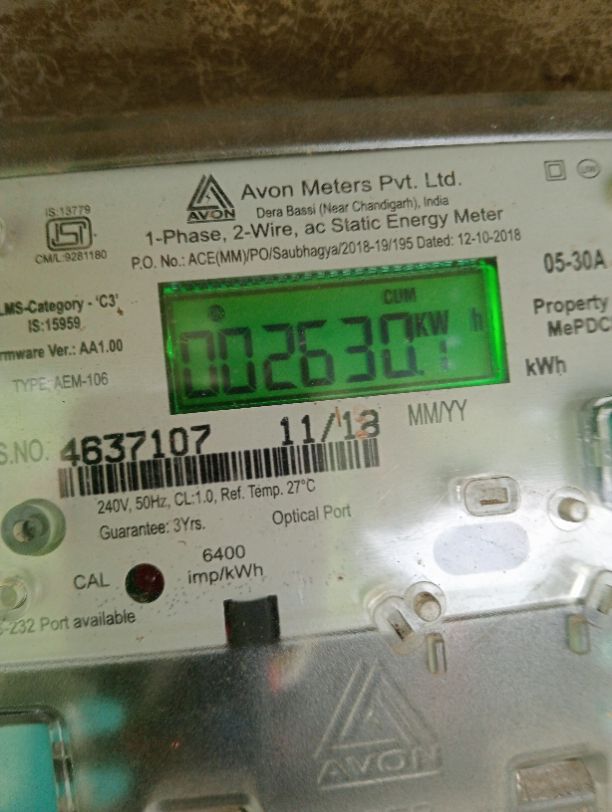 Avon Meters Pvt. Ltd.
AVON
Dera Bassi (Near Chandigarh), India
IS:13779
ISI
CM/L:9281180
1-Phase, 2-Wire, ac Static Energy Meter
P.O. No.: ACE(MM)/PO/Saubhagya/2018-19/195 Dated: 12-10-2018
05-30A
LMS-Category - 'C3'
IS:15959
Property
MePDC
rmware Ver.: AA1.00
TYPE: AEM-106
CUM
002630.1 KW h
kWh
S.NO. 4637107 11/18 MM/YY
240V, 50Hz, CL:1.0, Ref. Temp. 27°C
Guarantee: 3Yrs.
Optical Port
6400
CAL imp/kWh
S-232 Port available
AVON